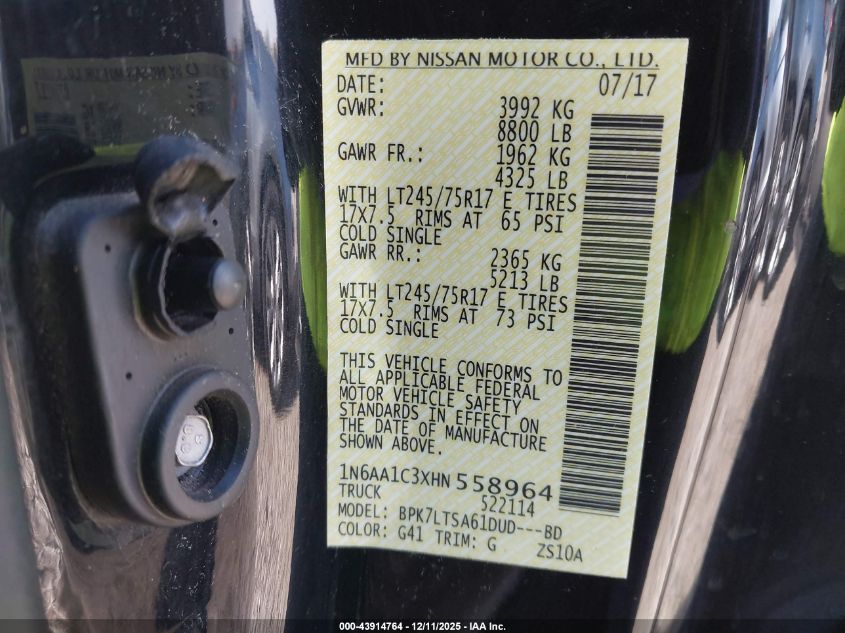 MFD BY NISSAN MOTOR CO., LTD.
DATE: 07/17
GVWR: 3992 KG
8800 LB
GAWR FR.: 1962 KG
4325 LB
WITH LT245/75R17 E TIRES
17X7.5 RIMS AT 65 PSI
COLD SINGLE
GAWR RR.: 2365 KG
5213 LB
WITH LT245/75R17 E TIRES
17X7.5 RIMS AT 73 PSI
COLD SINGLE
THIS VEHICLE CONFORMS TO
ALL APPLICABLE FEDERAL
MOTOR VEHICLE SAFETY
STANDARDS IN EFFECT ON
THE DATE OF MANUFACTURE
SHOWN ABOVE.
1N6AA1C3XHN558964
TRUCK 522114
MODEL: BPK7LTSA61DUD---BD
COLOR: G41 TRIM: G ZS10A
000-43914764 - 12/11/2025 - IAA Inc.